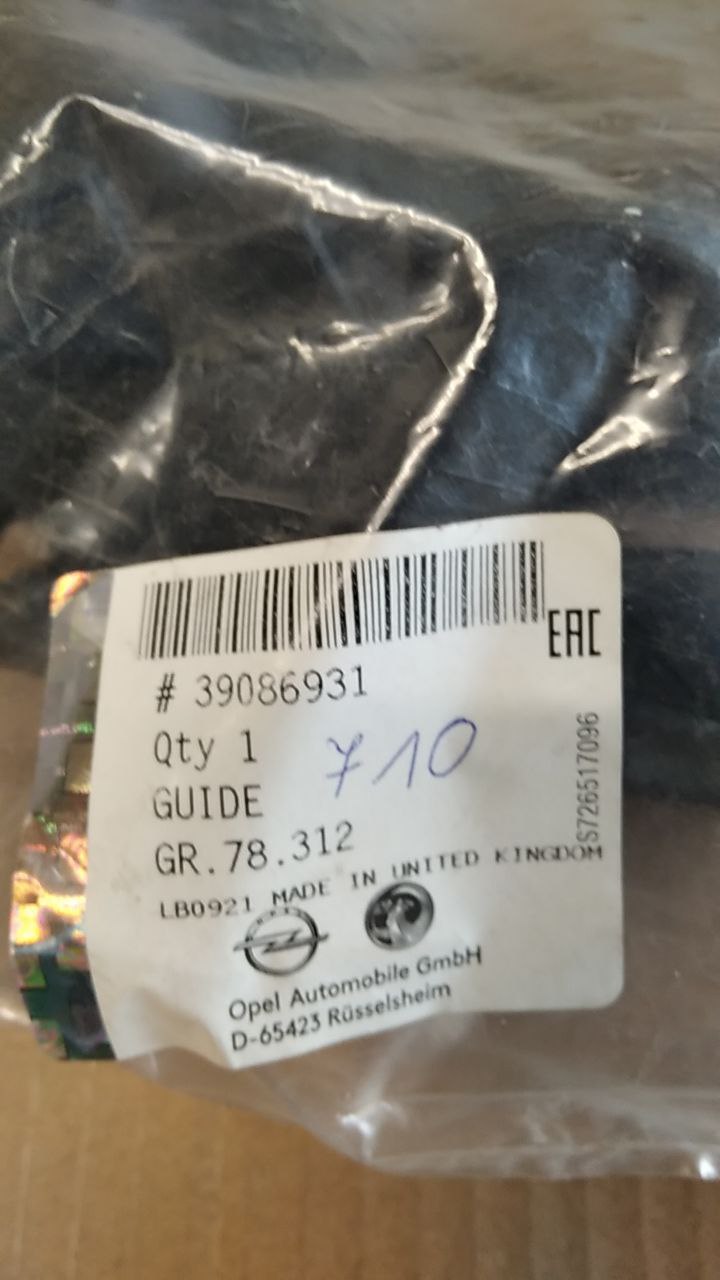 EAC
# 39086931
Qty 1
710
GUIDE
GR.78.312
S726517096
LB0921 MADE IN UNITED KINGDOM
Opel Automobile GmbH
D-65423 Rüsselsheim